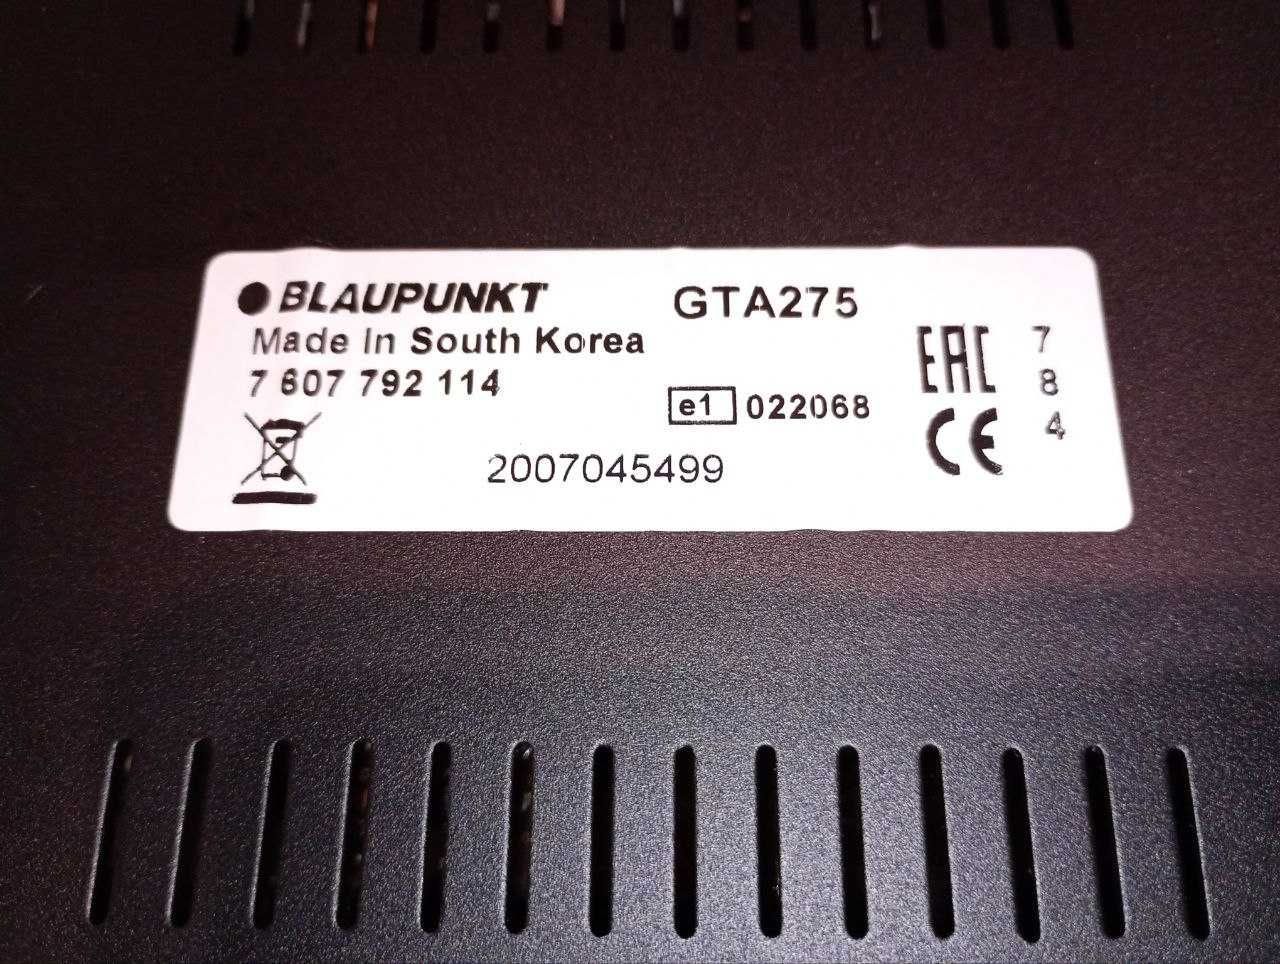 BLAUPUNKT GTA275
Made In South Korea
7 607 792 114
e1 022068
2007045499
EAC
CE
7
8
4